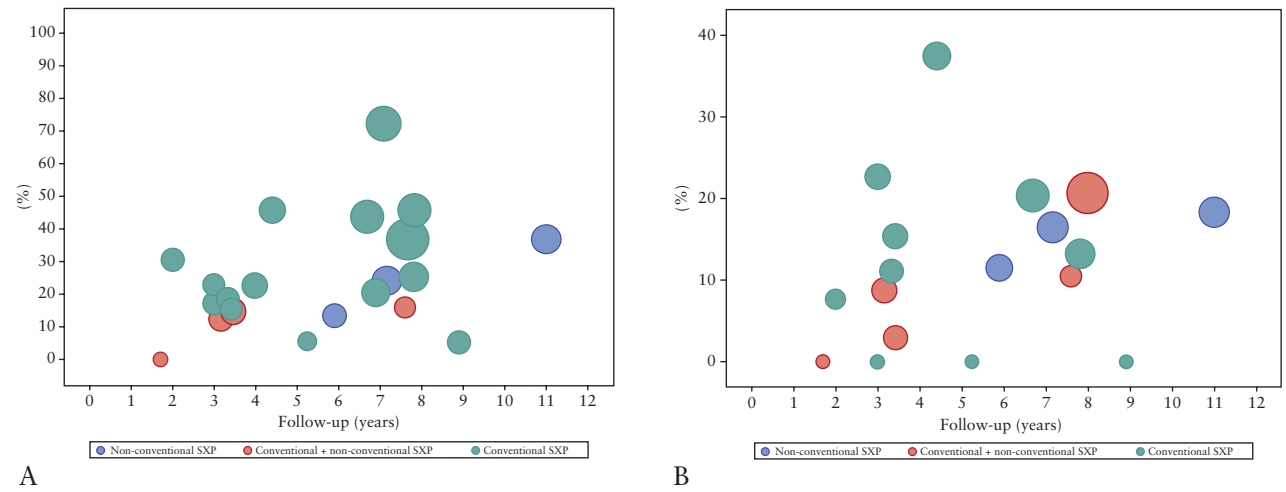 100
90
80
70
60
50
40
30
20
10
0
(%)
0 1 2 3 4 5 6 7 8 9 10 11 12
Follow-up (years)
Non-conventional SXP Conventional + non-conventional SXP Conventional SXP
A
40
30
20
10
0
(%)
0 1 2 3 4 5 6 7 8 9 10 11 12
Follow-up (years)
Non-conventional SXP Conventional + non-conventional SXP Conventional SXP
B